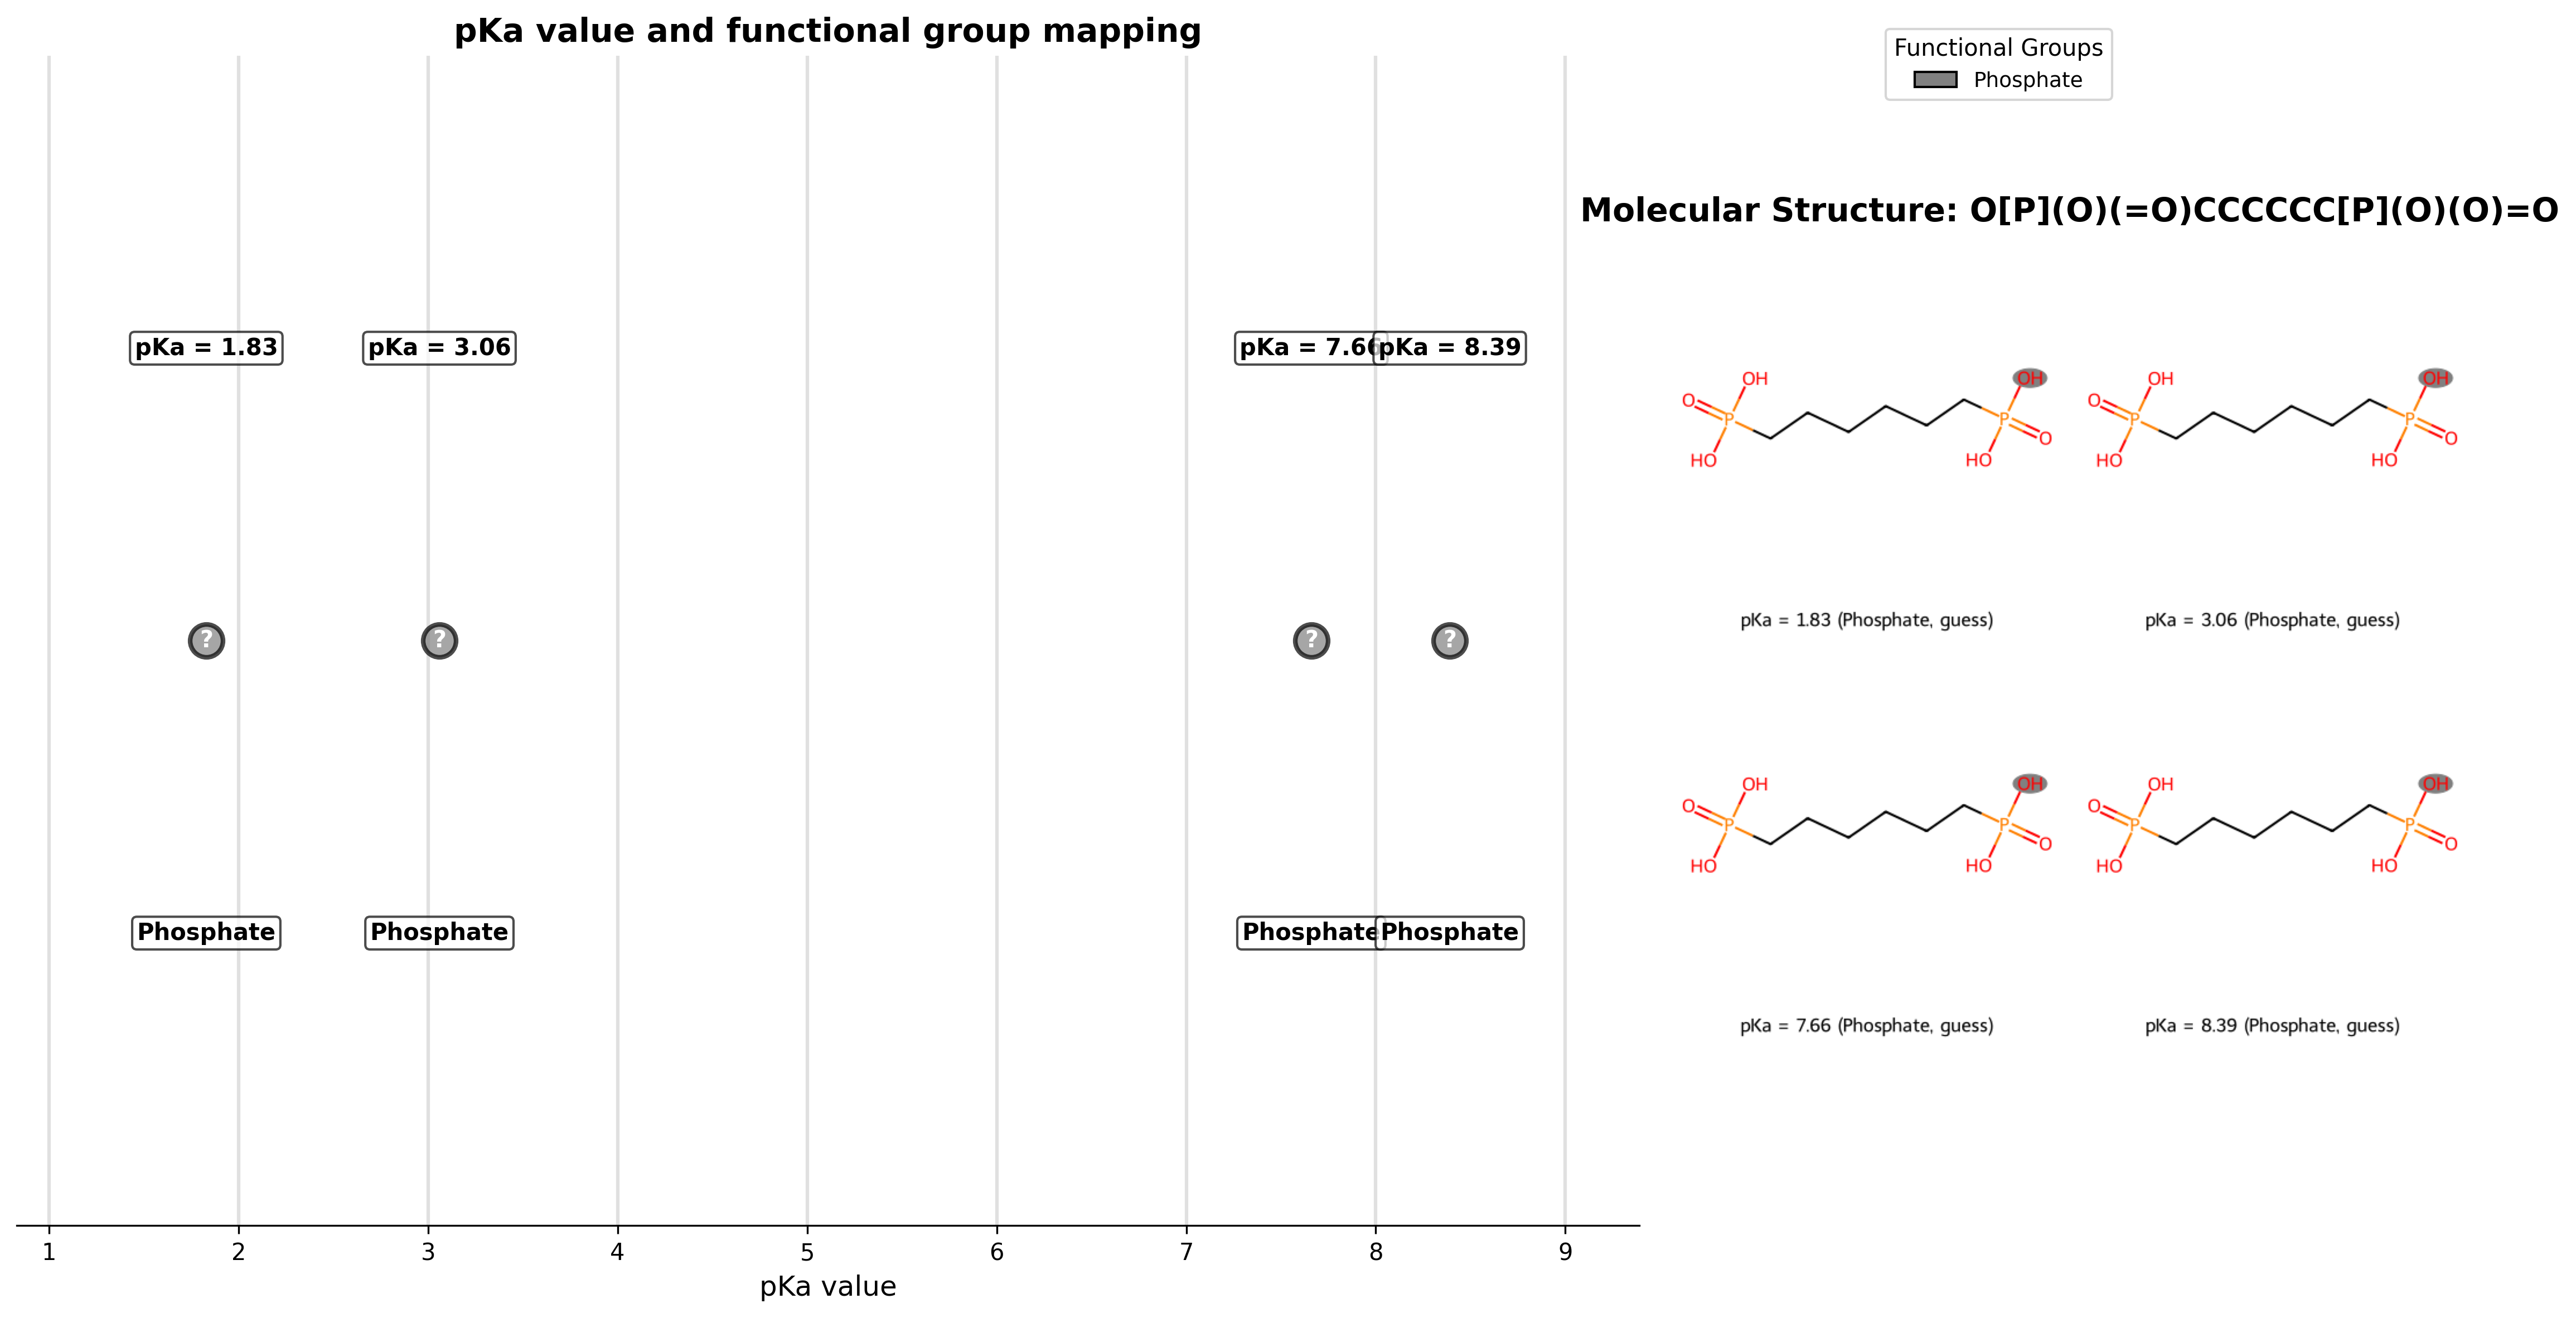 pKa value and functional group mapping
Functional Groups
Phosphate
Molecular Structure: O[P](O)(=O)CCCCCC[P](O)(O)=O
pKa = 1.83
pKa = 3.06
pKa = 7.66
pKa = 8.39
?
?
?
?
Phosphate
Phosphate
Phosphate
Phosphate
1 2 3 4 5 6 7 8 9
pKa value
OH
O
P
HO
OH
P
O
HO
OH
O
P
HO
OH
P
O
HO
pKa = 1.83 (Phosphate, guess)
pKa = 3.06 (Phosphate, guess)
OH
O
P
HO
OH
P
O
HO
OH
O
P
HO
OH
P
O
HO
pKa = 7.66 (Phosphate, guess)
pKa = 8.39 (Phosphate, guess)